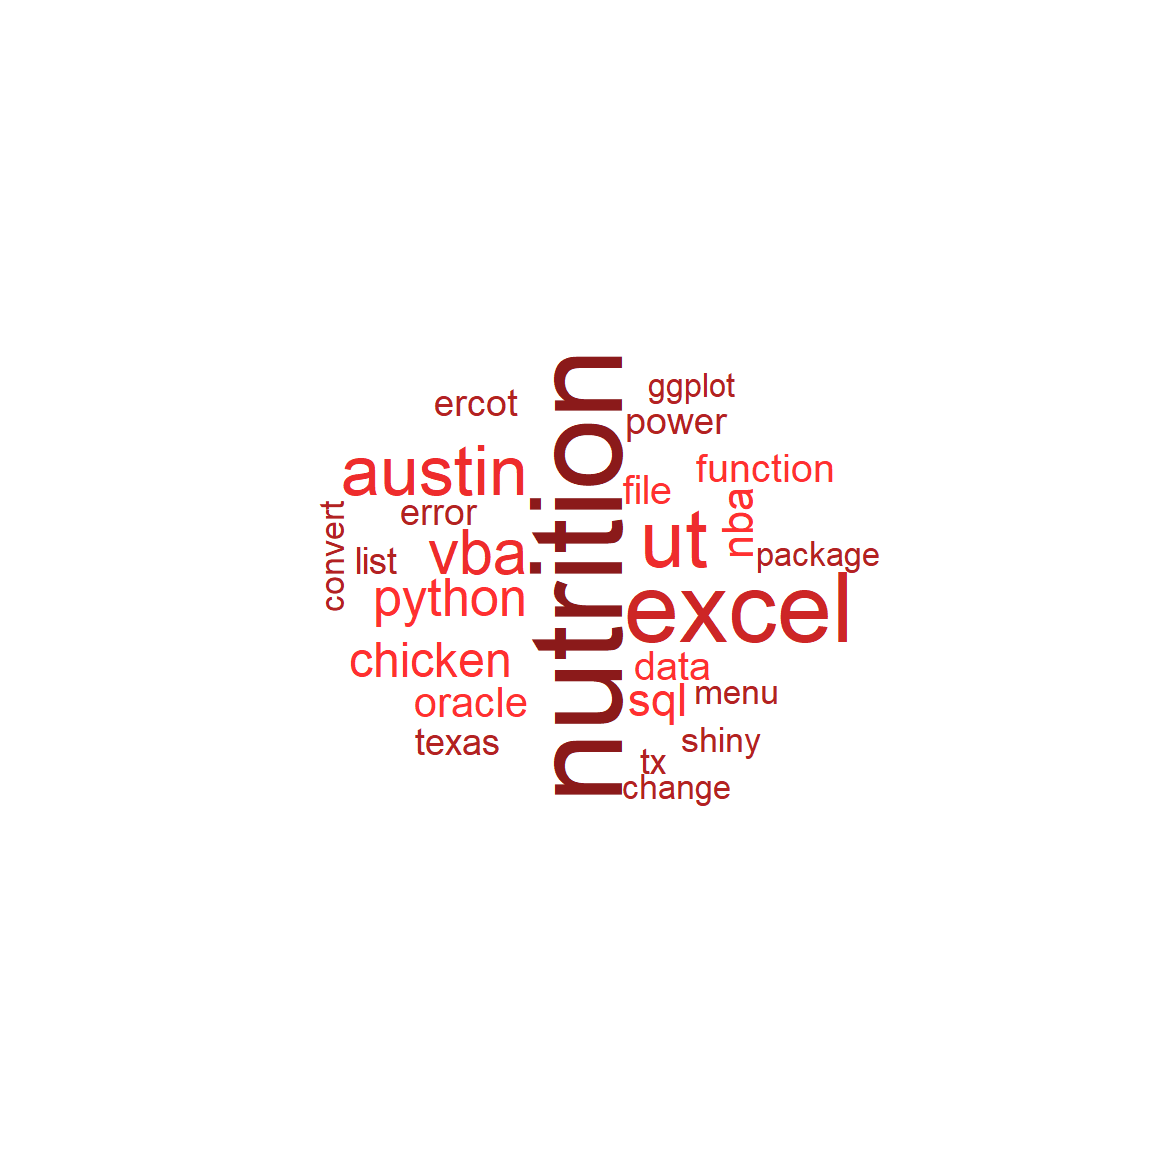 ggplot
ercot
power
austin
function
file
nba
error
convert
ut
vba
list
package
python
excel
nutrition
chicken
data
sql
menu
oracle
texas
shiny
tx
change